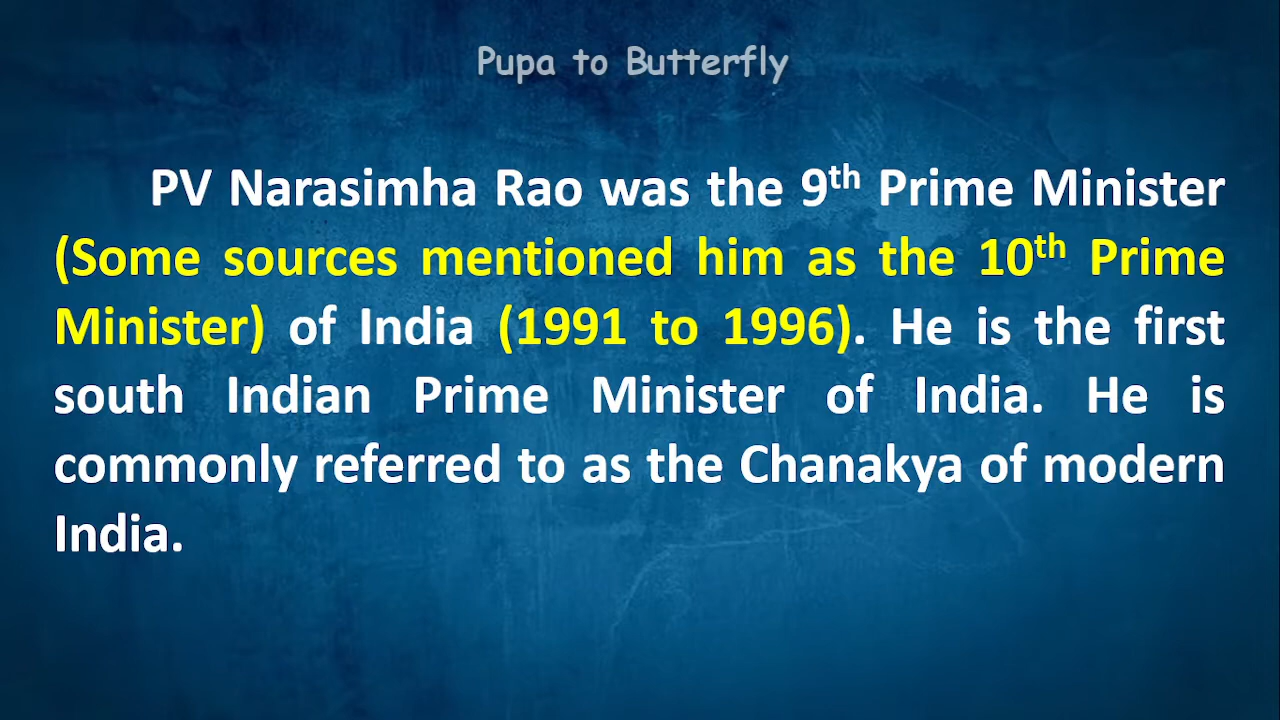 Pupa to Butterfly
PV Narasimha Rao was the 9th Prime Minister
(Some sources mentioned him as the 10th Prime
Minister) of India (1991 to 1996). He is the first
south Indian Prime Minister of India. He is
commonly referred to as the Chanakya of modern
India.